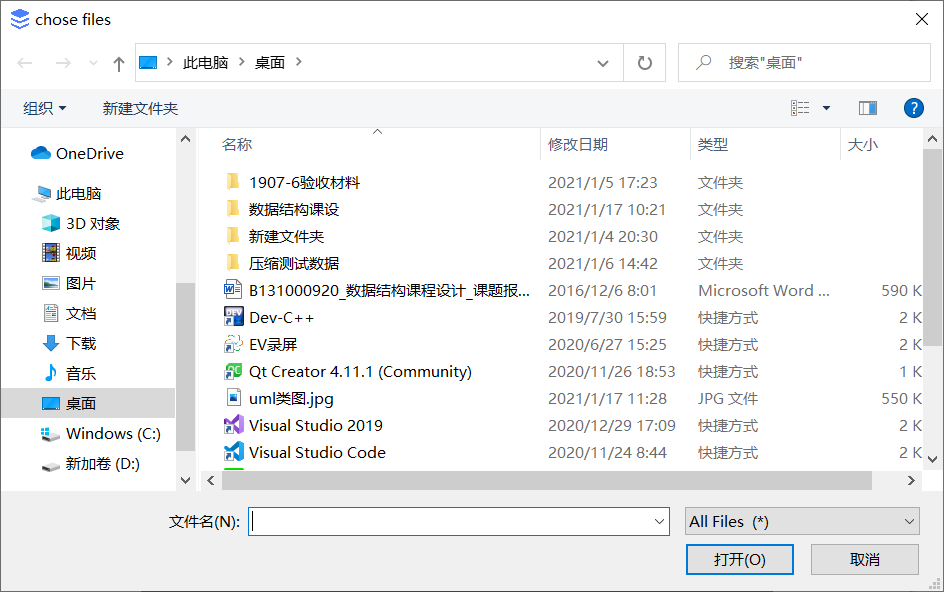 chose files
此电脑 桌面 搜索"桌面"
组织 新建文件夹
OneDrive
此电脑
3D 对象
视频
图片
文档
下载
音乐
桌面
Windows (C:)
新加卷 (D:)
名称 修改日期 类型 大小
1907-6验收材料 2021/1/5 17:23 文件夹
数据结构课设 2021/1/17 10:21 文件夹
新建文件夹 2021/1/4 20:30 文件夹
压缩测试数据 2021/1/6 14:42 文件夹
B131000920_数据结构课程设计_课题报... 2016/12/6 8:01 Microsoft Word ... 590 K
Dev-C++ 2019/7/30 15:59 快捷方式 2 K
EV录屏 2020/6/27 15:25 快捷方式 2 K
Qt Creator 4.11.1 (Community) 2020/11/26 18:53 快捷方式 1 K
uml类图.jpg 2021/1/17 11:28 JPG 文件 550 K
Visual Studio 2019 2020/12/29 17:09 快捷方式 2 K
Visual Studio Code 2020/11/24 8:44 快捷方式 2 K
文件名(N): All Files (*)
打开(O) 取消